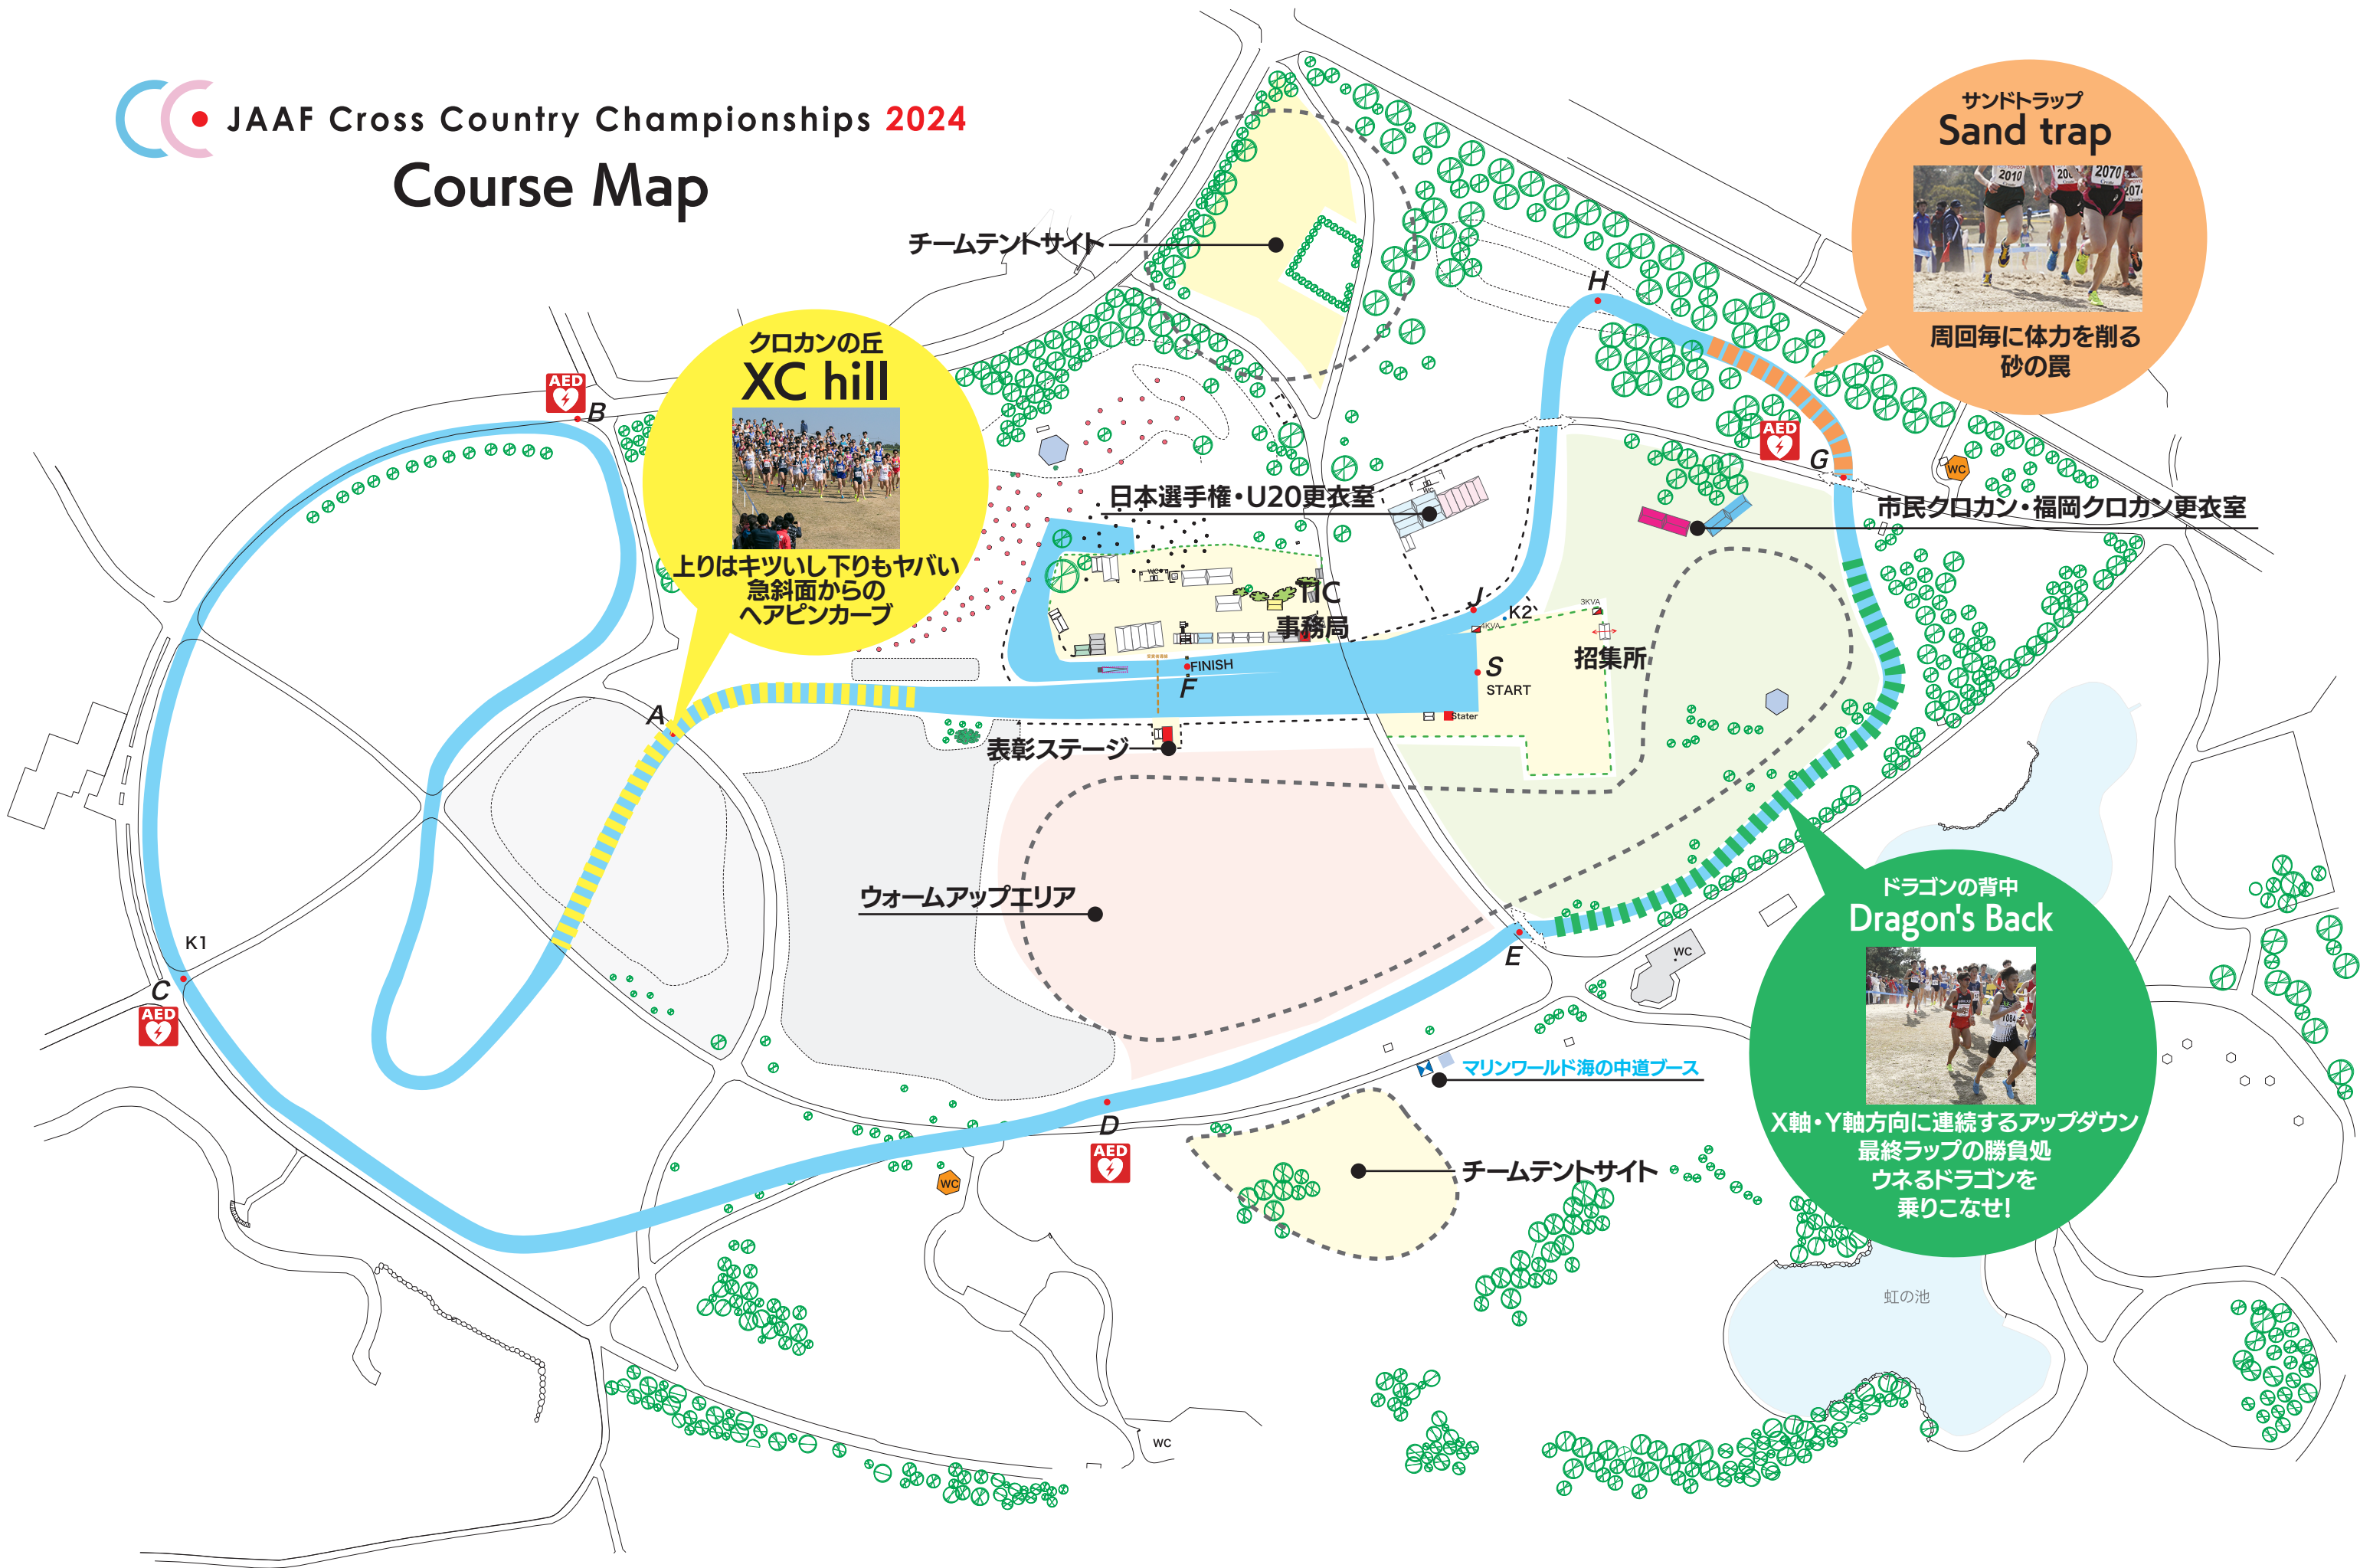 JAAF Cross Country Championships 2024
Course Map
サンドトラップ
Sand trap
2010
2070
周回毎に体力を削る
砂の罠
チームテントサイト
H
クロカンの丘
XC hill
上りはキツいし下りもヤバい
急斜面からの
ヘアピンカーブ
AED
B
AED
G
WC
日本選手権・U20更衣室
WC
市民クロカン・福岡クロカン更衣室
WC
TIC
事務局
J
K2
3KVA
4KVA
招集所
FINISH
F
S
START
Stater
A
表彰ステージ
ウォームアップエリア
K1
C
AED
E
WC
ドラゴンの背中
Dragon's Back
1084
X軸・Y軸方向に連続するアップダウン
最終ラップの勝負処
ウネるドラゴンを
乗りこなせ!
マリンワールド海の中道ブース
D
AED
WC
チームテントサイト
虹の池
WC